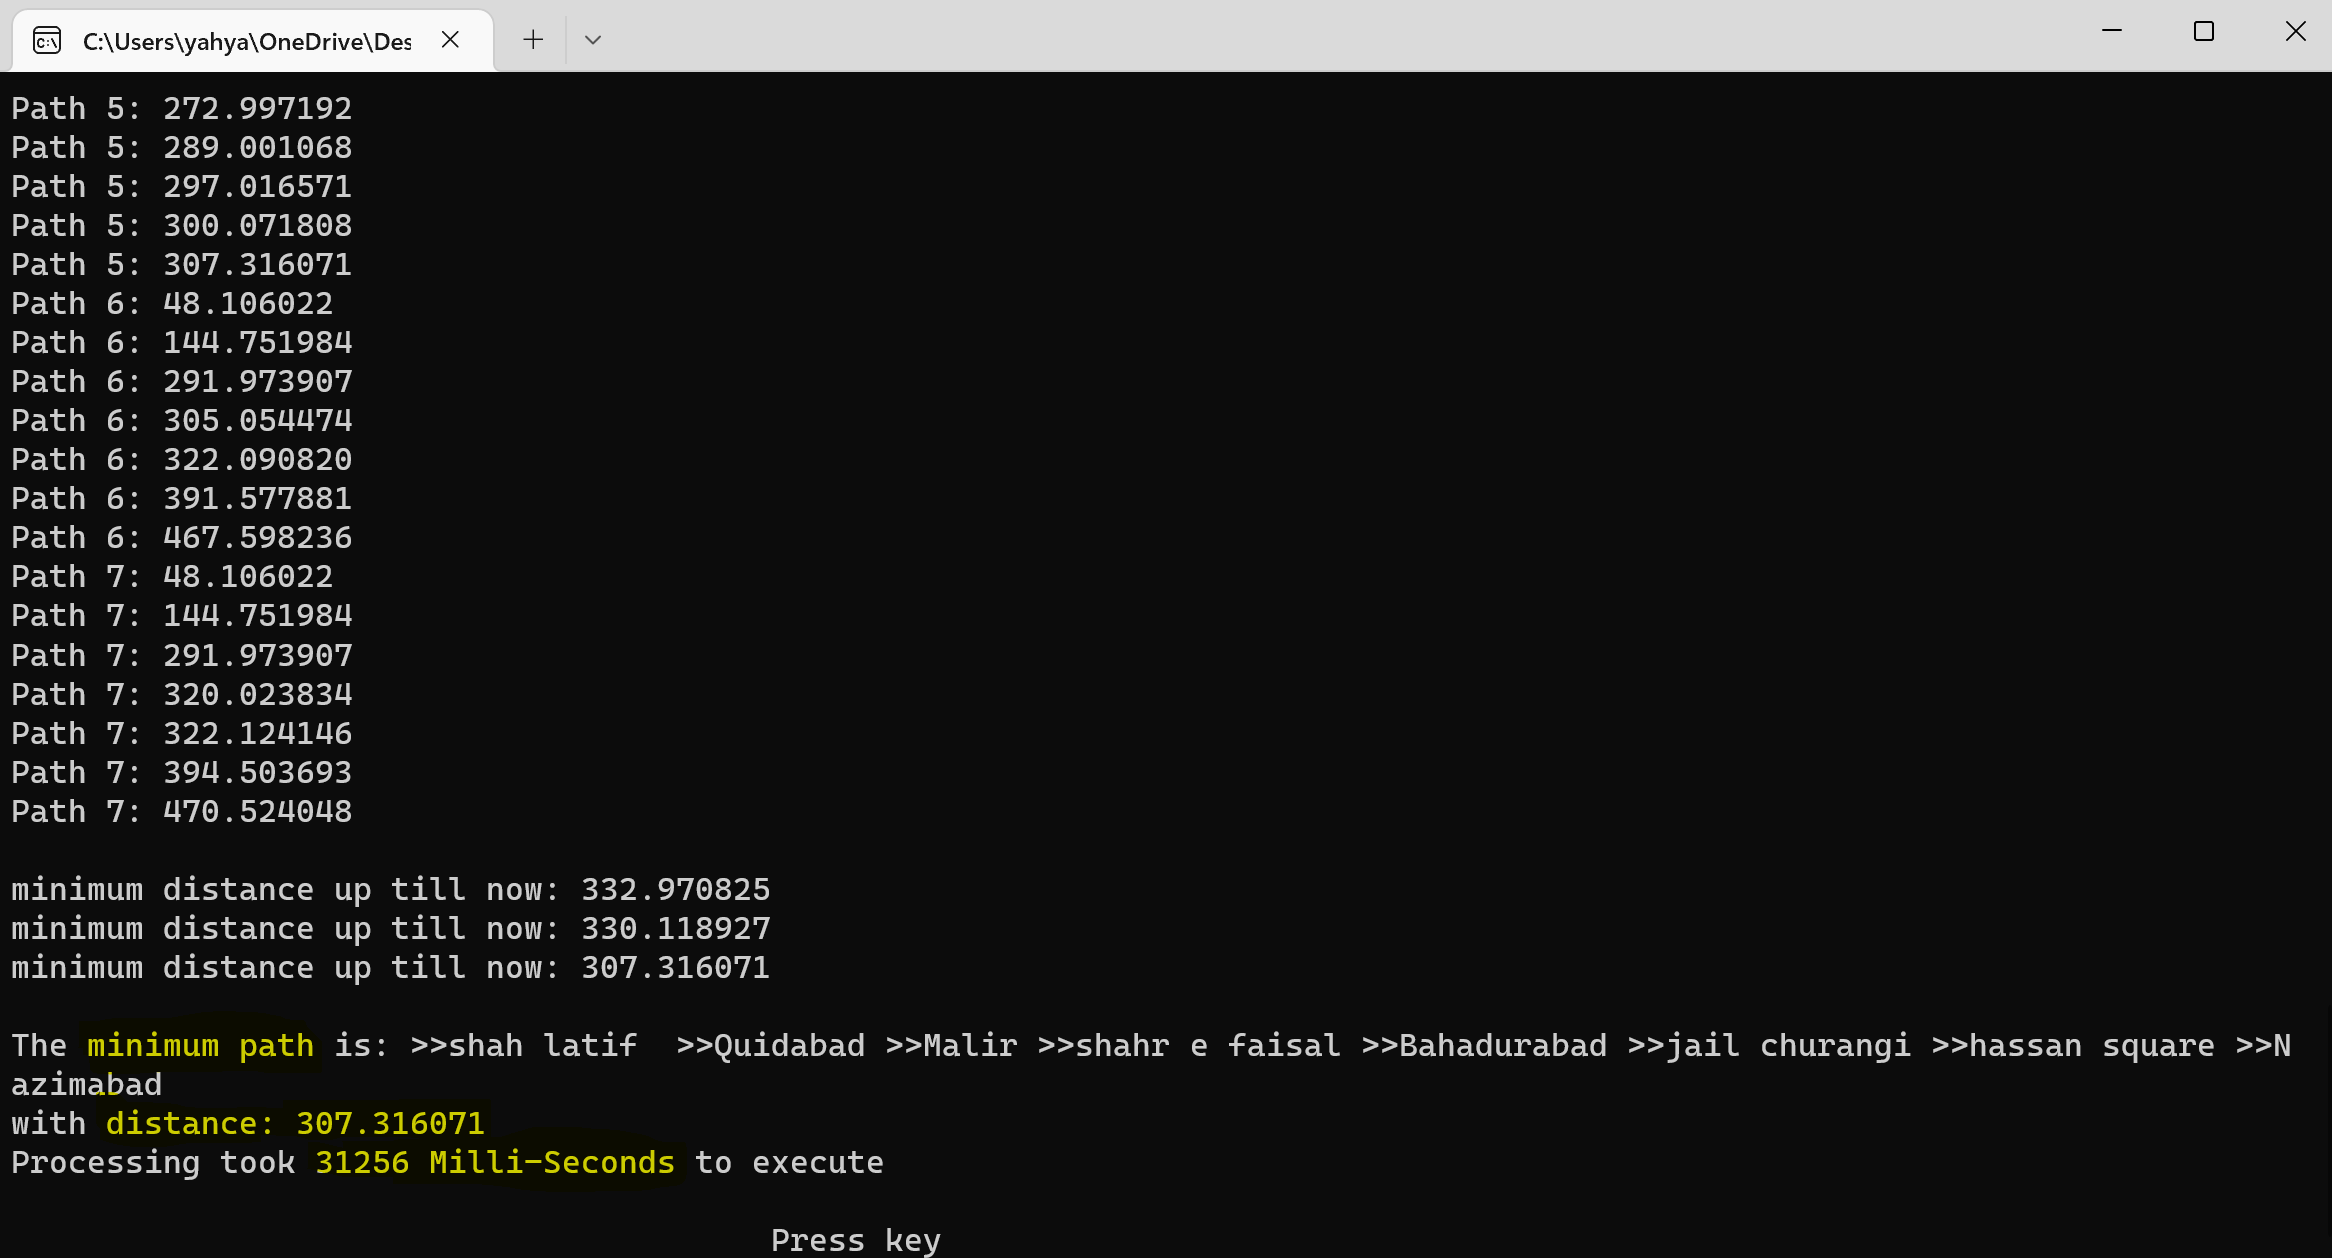 C:\Users\yahya\OneDrive\Des
Path 5: 272.997192
Path 5: 289.001068
Path 5: 297.016571
Path 5: 300.071808
Path 5: 307.316071
Path 6: 48.106022
Path 6: 144.751984
Path 6: 291.973907
Path 6: 305.054474
Path 6: 322.090820
Path 6: 391.577881
Path 6: 467.598236
Path 7: 48.106022
Path 7: 144.751984
Path 7: 291.973907
Path 7: 320.023834
Path 7: 322.124146
Path 7: 394.503693
Path 7: 470.524048
minimum distance up till now: 332.970825
minimum distance up till now: 330.118927
minimum distance up till now: 307.316071
The minimum path is: >>shah latif  >>Quidabad >>Malir >>shahr e faisal >>Bahadurabad >>jail churangi >>hassan square >>N
azimabad
with distance: 307.316071
Processing took 31256 Milli-Seconds to execute
Press key